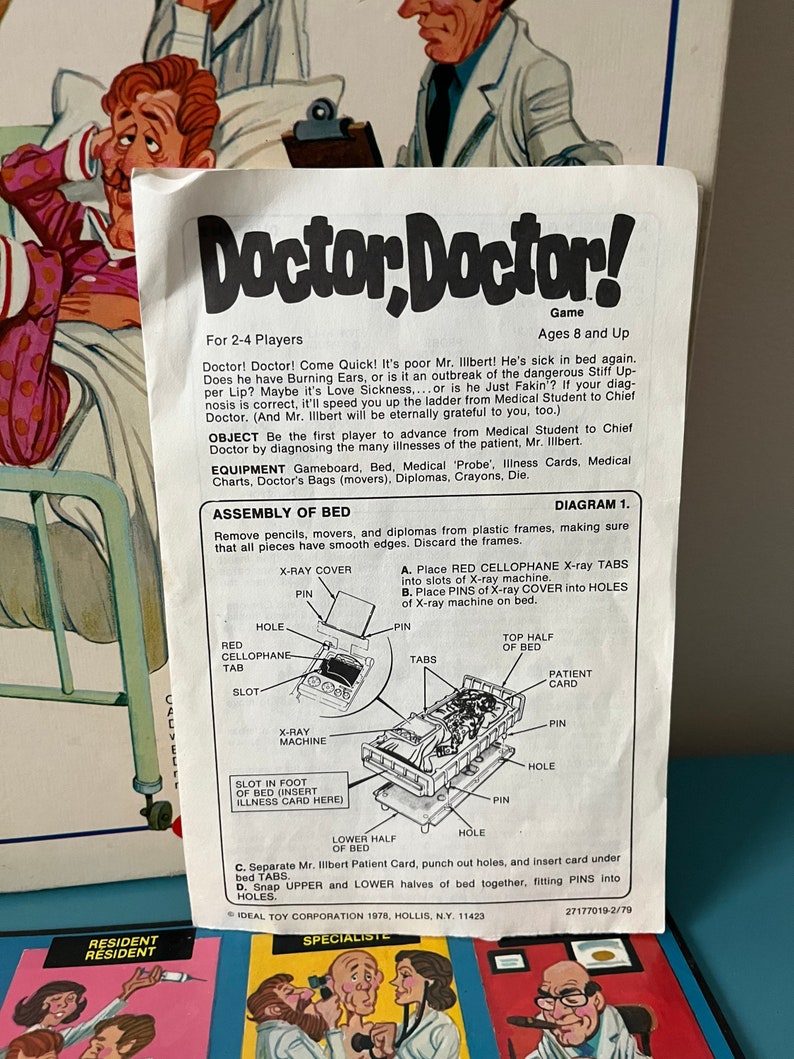 Doctor, Doctor!™
Game
For 2-4 Players
Ages 8 and Up
Doctor! Doctor! Come Quick! It's poor Mr. Illbert! He's sick in bed again.
Does he have Burning Ears, or is it an outbreak of the dangerous Stiff Up-
per Lip? Maybe it's Love Sickness,...or is he Just Fakin'? If your diag-
nosis is correct, it'll speed you up the ladder from Medical Student to Chief
Doctor. (And Mr. Illbert will be eternally grateful to you, too.)
OBJECT Be the first player to advance from Medical Student to Chief
Doctor by diagnosing the many illnesses of the patient, Mr. Illbert.
EQUIPMENT Gameboard, Bed, Medical 'Probe', Illness Cards, Medical
Charts, Doctor's Bags (movers), Diplomas, Crayons, Die.
ASSEMBLY OF BED
DIAGRAM 1.
Remove pencils, movers, and diplomas from plastic frames, making sure
that all pieces have smooth edges. Discard the frames.
A. Place RED CELLOPHANE X-ray TABS
into slots of X-ray machine.
B. Place PINS of X-ray COVER into HOLES
of X-ray machine on bed.
X-RAY COVER
PIN
HOLE
PIN
RED
CELLOPHANE
TAB
SLOT
TABS
TOP HALF
OF BED
PATIENT
CARD
X-RAY
MACHINE
PIN
HOLE
SLOT IN FOOT
OF BED (INSERT
ILLNESS CARD HERE)
PIN
HOLE
LOWER HALF
OF BED
C. Separate Mr. Illbert Patient Card, punch out holes, and insert card under
bed TABS.
D. Snap UPPER and LOWER halves of bed together, fitting PINS into
HOLES.
© IDEAL TOY CORPORATION 1978, HOLLIS, N.Y. 11423
27177019-2/79
RESIDENT
RÉSIDENT
SPÉCIALISTE